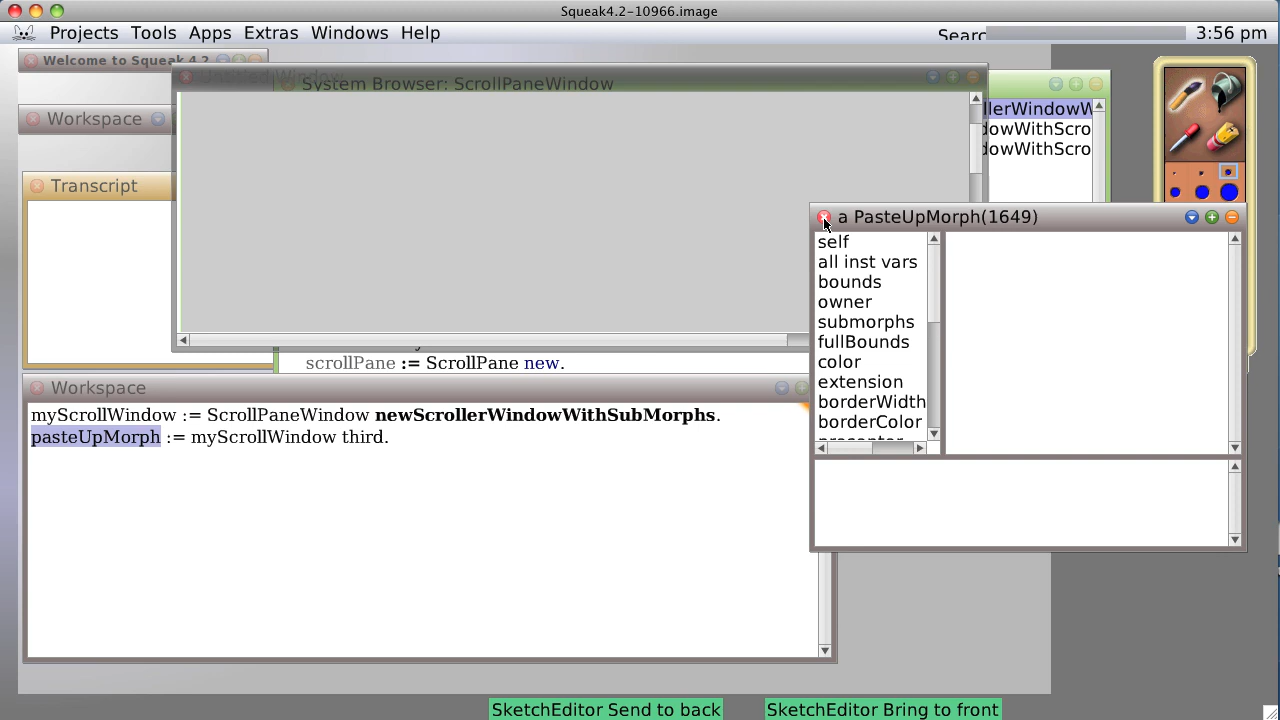 Squeak4.2-10966.image
Projects Tools Apps Extras Windows Help
3:56 pm
Welcome to Squeak 4.2
System Browser: ScrollPaneWindow
Workspace
llerWindowW
dowWithScro
dowWithScro
Transcript
a PasteUpMorph(1649)
self
all inst vars
bounds
owner
submorphs
fullBounds
color
extension
borderWidth
borderColor
scrollPane := ScrollPane new.
Workspace
myScrollWindow := ScrollPaneWindow newScrollerWindowWithSubMorphs.
pasteUpMorph := myScrollWindow third.
SketchEditor Send to back
SketchEditor Bring to front